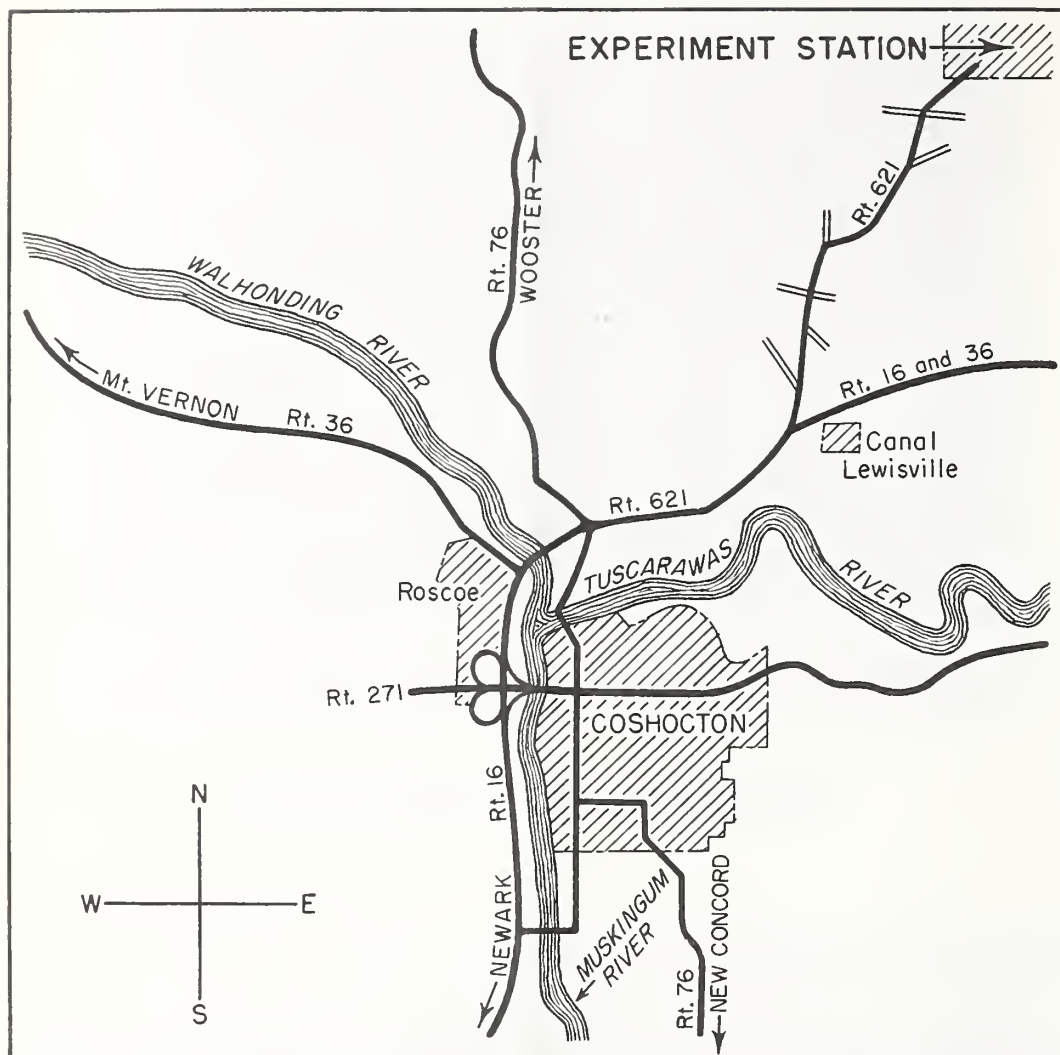 EXPERIMENT STATION
Rt. 621
Rt. 76
WOOSTER
WALHONDING
RIVER
Mt. VERNON
Rt. 36
Rt. 16 and 36
Canal
Lewisville
Rt. 621
TUSCARAWAS
RIVER
Roscoe
Rt. 271
COSHOCTON
Rt. 16
N
W
E
S
NEWARK
MUSKINGUM
RIVER
Rt. 76
NEW CONCORD